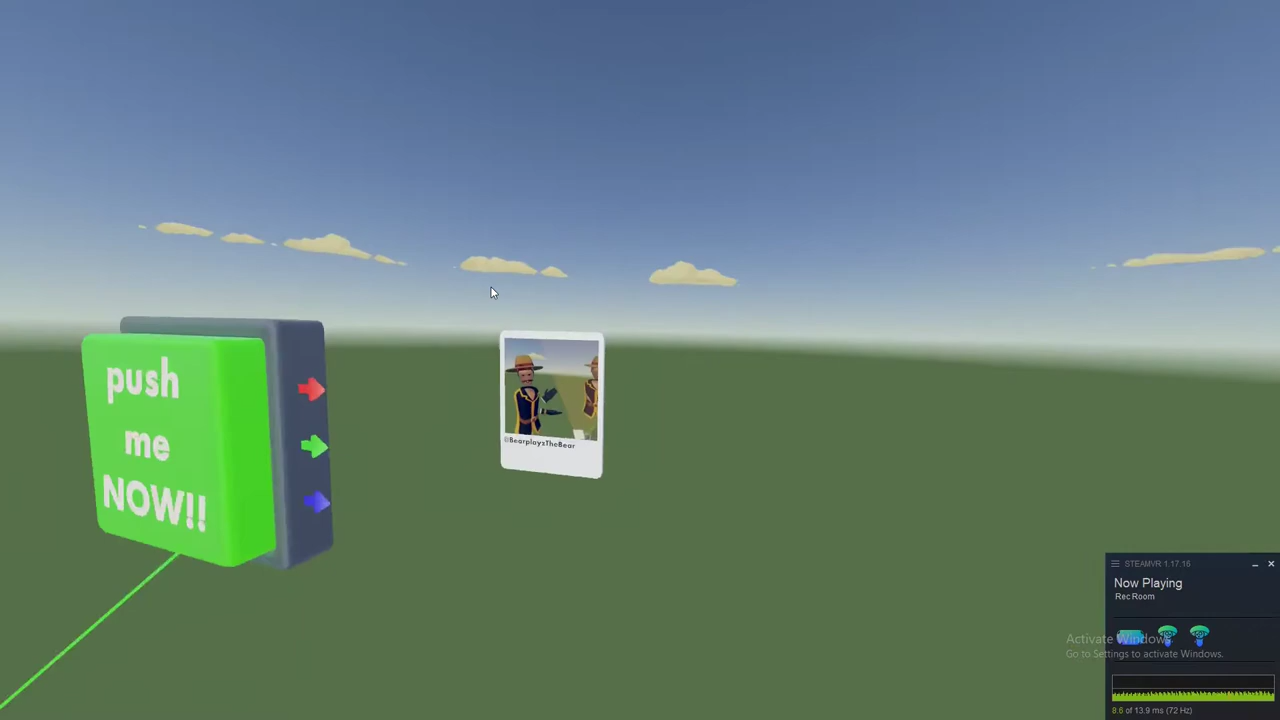 push
me
NOW!!
@BearplayzTheBear
STEAMVR 1.17.16
Now Playing
Rec Room
Activate Windows
Go to Settings to activate Windows.
8.6 of 13.9 ms (72 Hz)